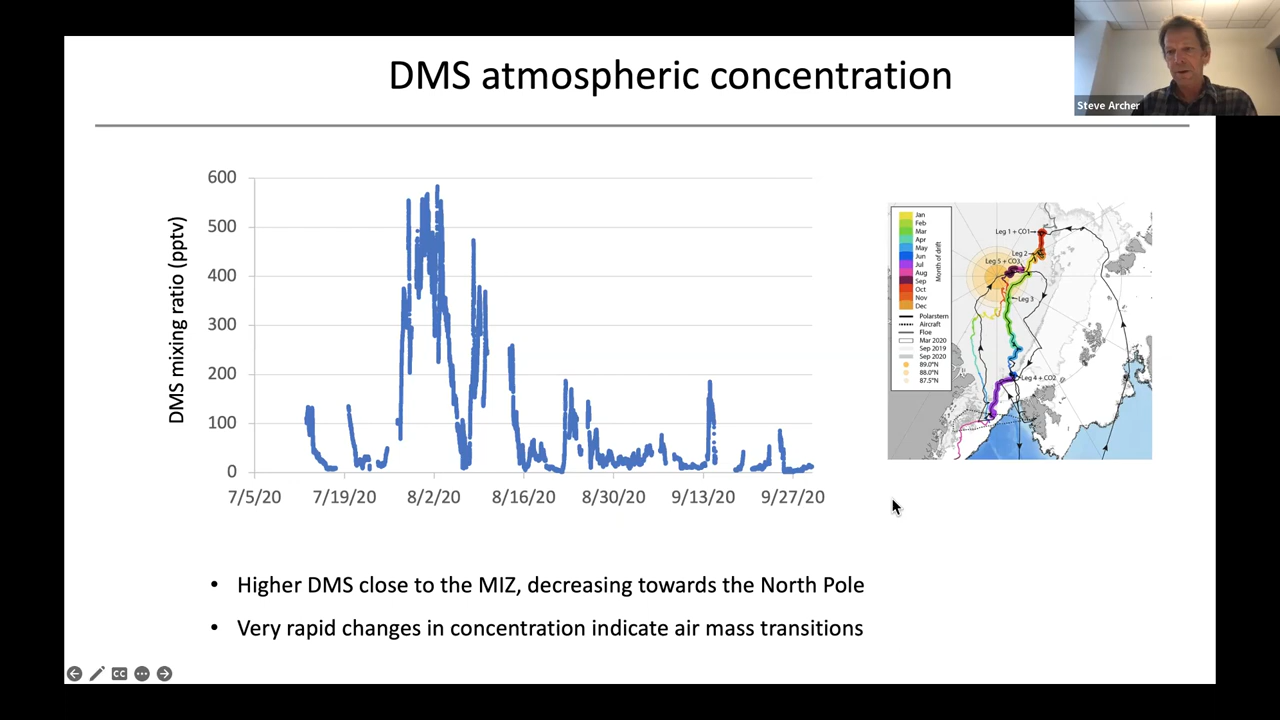 DMS atmospheric concentration
Steve Archer
DMS mixing ratio (pptv)
600
500
400
300
200
100
0
7/5/20
7/19/20
8/2/20
8/16/20
8/30/20
9/13/20
9/27/20
Jan
Feb
Mar
Apr
May
Jun
Jul
Aug
Sep
Oct
Nov
Dec
Month of drift
Polarstern
Aircraft
Floe
Mar 2020
Sep 2019
Sep 2020
89.0°N
88.0°N
87.5°N
Leg 1 + CO1
Leg 2
Leg 5 + CO3
Leg 3
Leg 4 + CO2
• Higher DMS close to the MIZ, decreasing towards the North Pole
• Very rapid changes in concentration indicate air mass transitions
CC